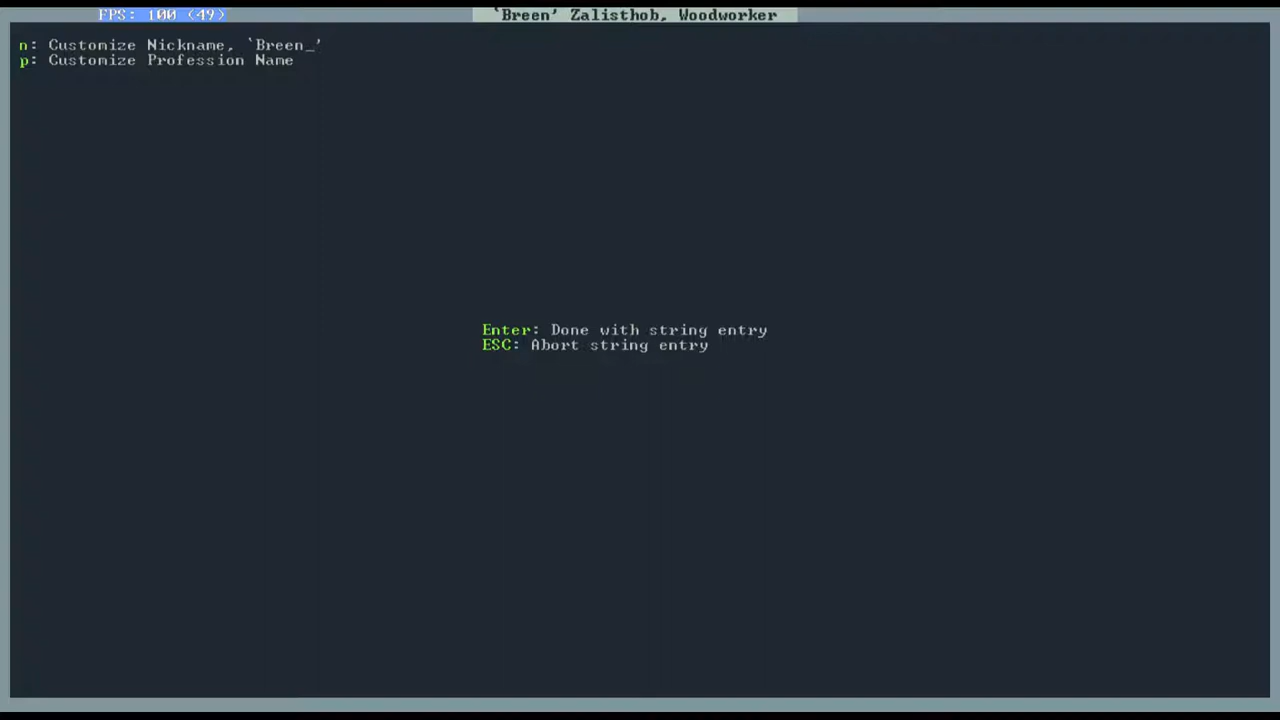 FPS: 100 (49)
`Breen' Zalisthob, Woodworker
n: Customize Nickname, `Breen_'
p: Customize Profession Name
Enter: Done with string entry
ESC: Abort string entry